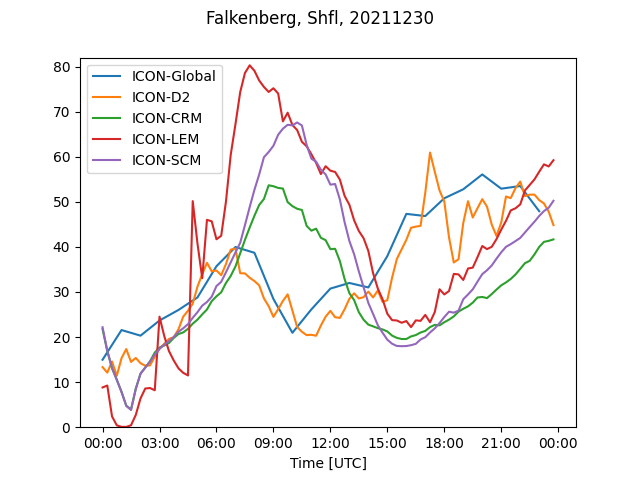 Falkenberg, Shfl, 20211230
ICON-Global
ICON-D2
ICON-CRM
ICON-LEM
ICON-SCM
80
70
60
50
40
30
20
10
0
00:00 03:00 06:00 09:00 12:00 15:00 18:00 21:00 00:00
Time [UTC]